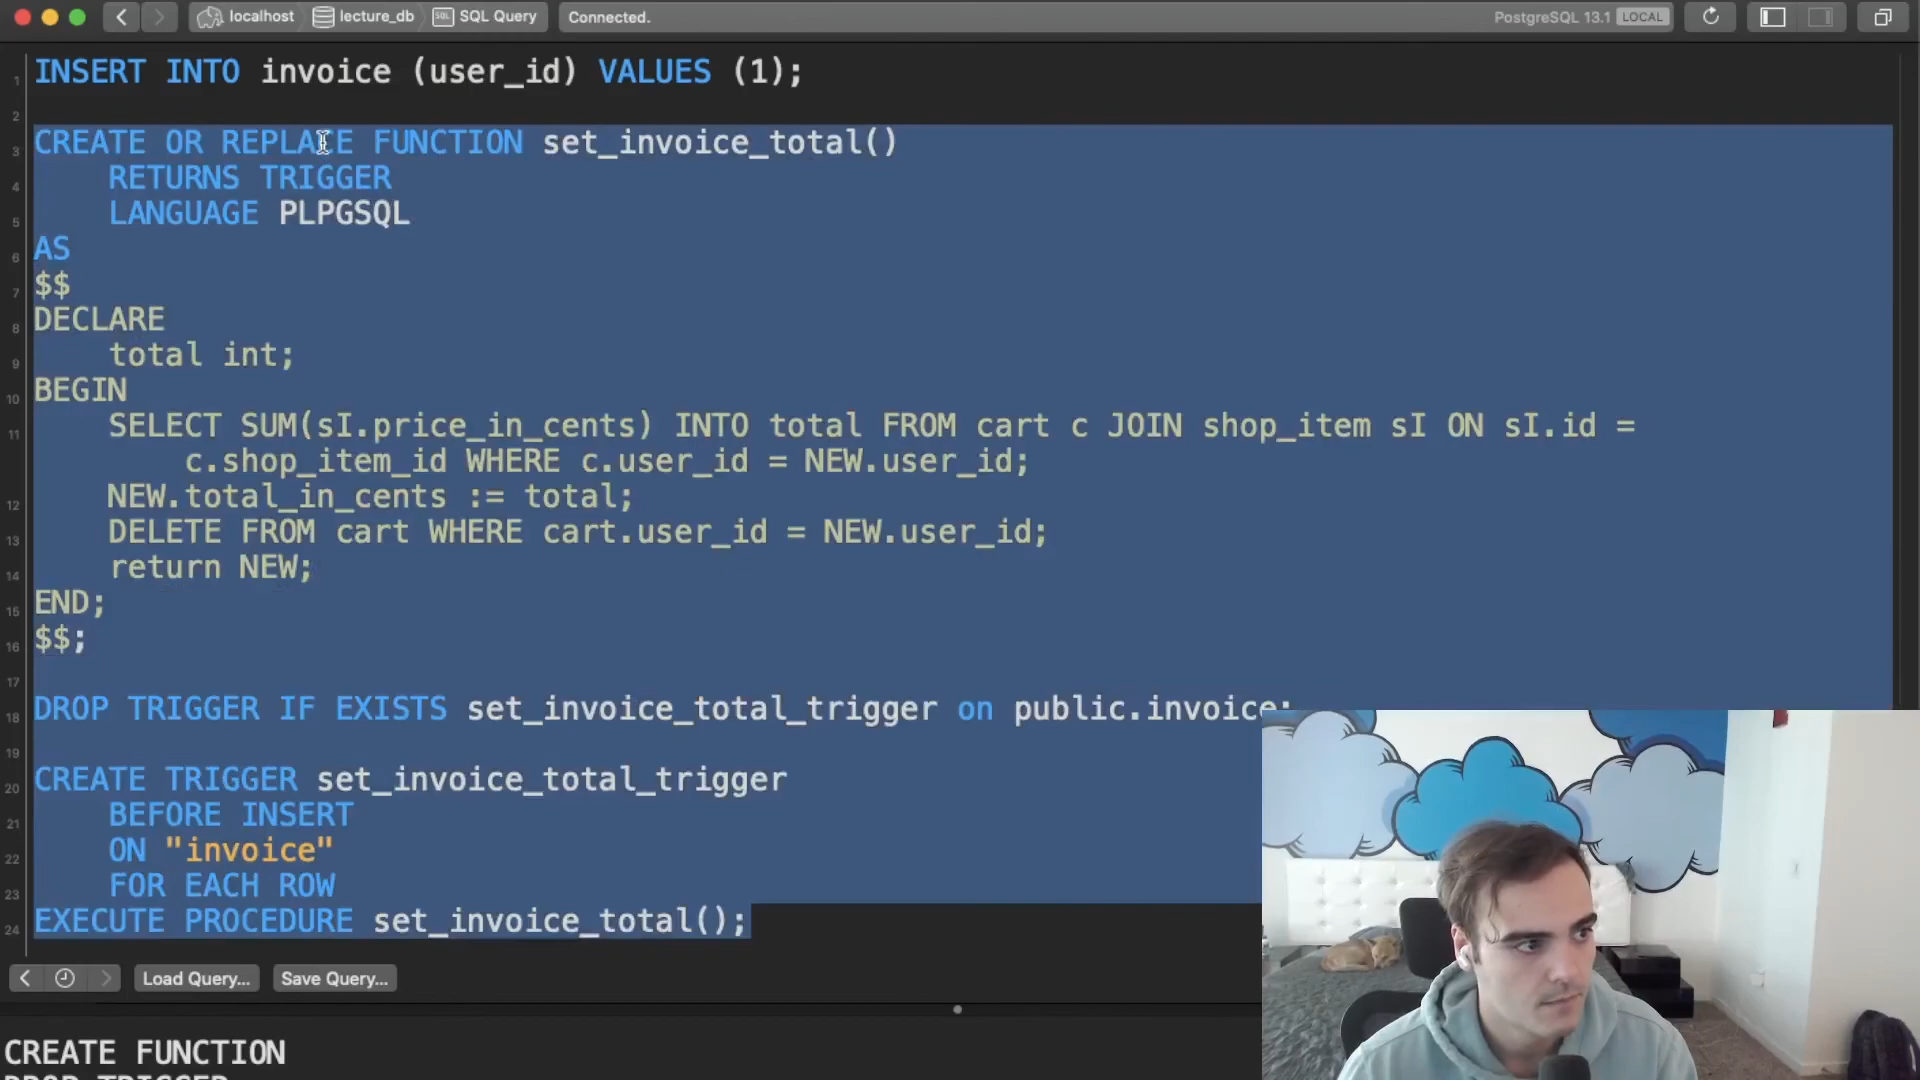 localhost lecture_db SQL SQL Query Connected. PostgreSQL 13.1 LOCAL
1 INSERT INTO invoice (user_id) VALUES (1);
2
3 CREATE OR REPLACE FUNCTION set_invoice_total()
4 RETURNS TRIGGER
5 LANGUAGE PLPGSQL
6 AS
7 $$
8 DECLARE
9 total int;
10 BEGIN
11 SELECT SUM(sI.price_in_cents) INTO total FROM cart c JOIN shop_item sI ON sI.id =
c.shop_item_id WHERE c.user_id = NEW.user_id;
12 NEW.total_in_cents := total;
13 DELETE FROM cart WHERE cart.user_id = NEW.user_id;
14 return NEW;
15 END;
16 $$;
17
18 DROP TRIGGER IF EXISTS set_invoice_total_trigger on public.invoice;
19
20 CREATE TRIGGER set_invoice_total_trigger
21 BEFORE INSERT
22 ON "invoice"
23 FOR EACH ROW
24 EXECUTE PROCEDURE set_invoice_total();
Load Query... Save Query...
CREATE FUNCTION
DROP TRIGGER